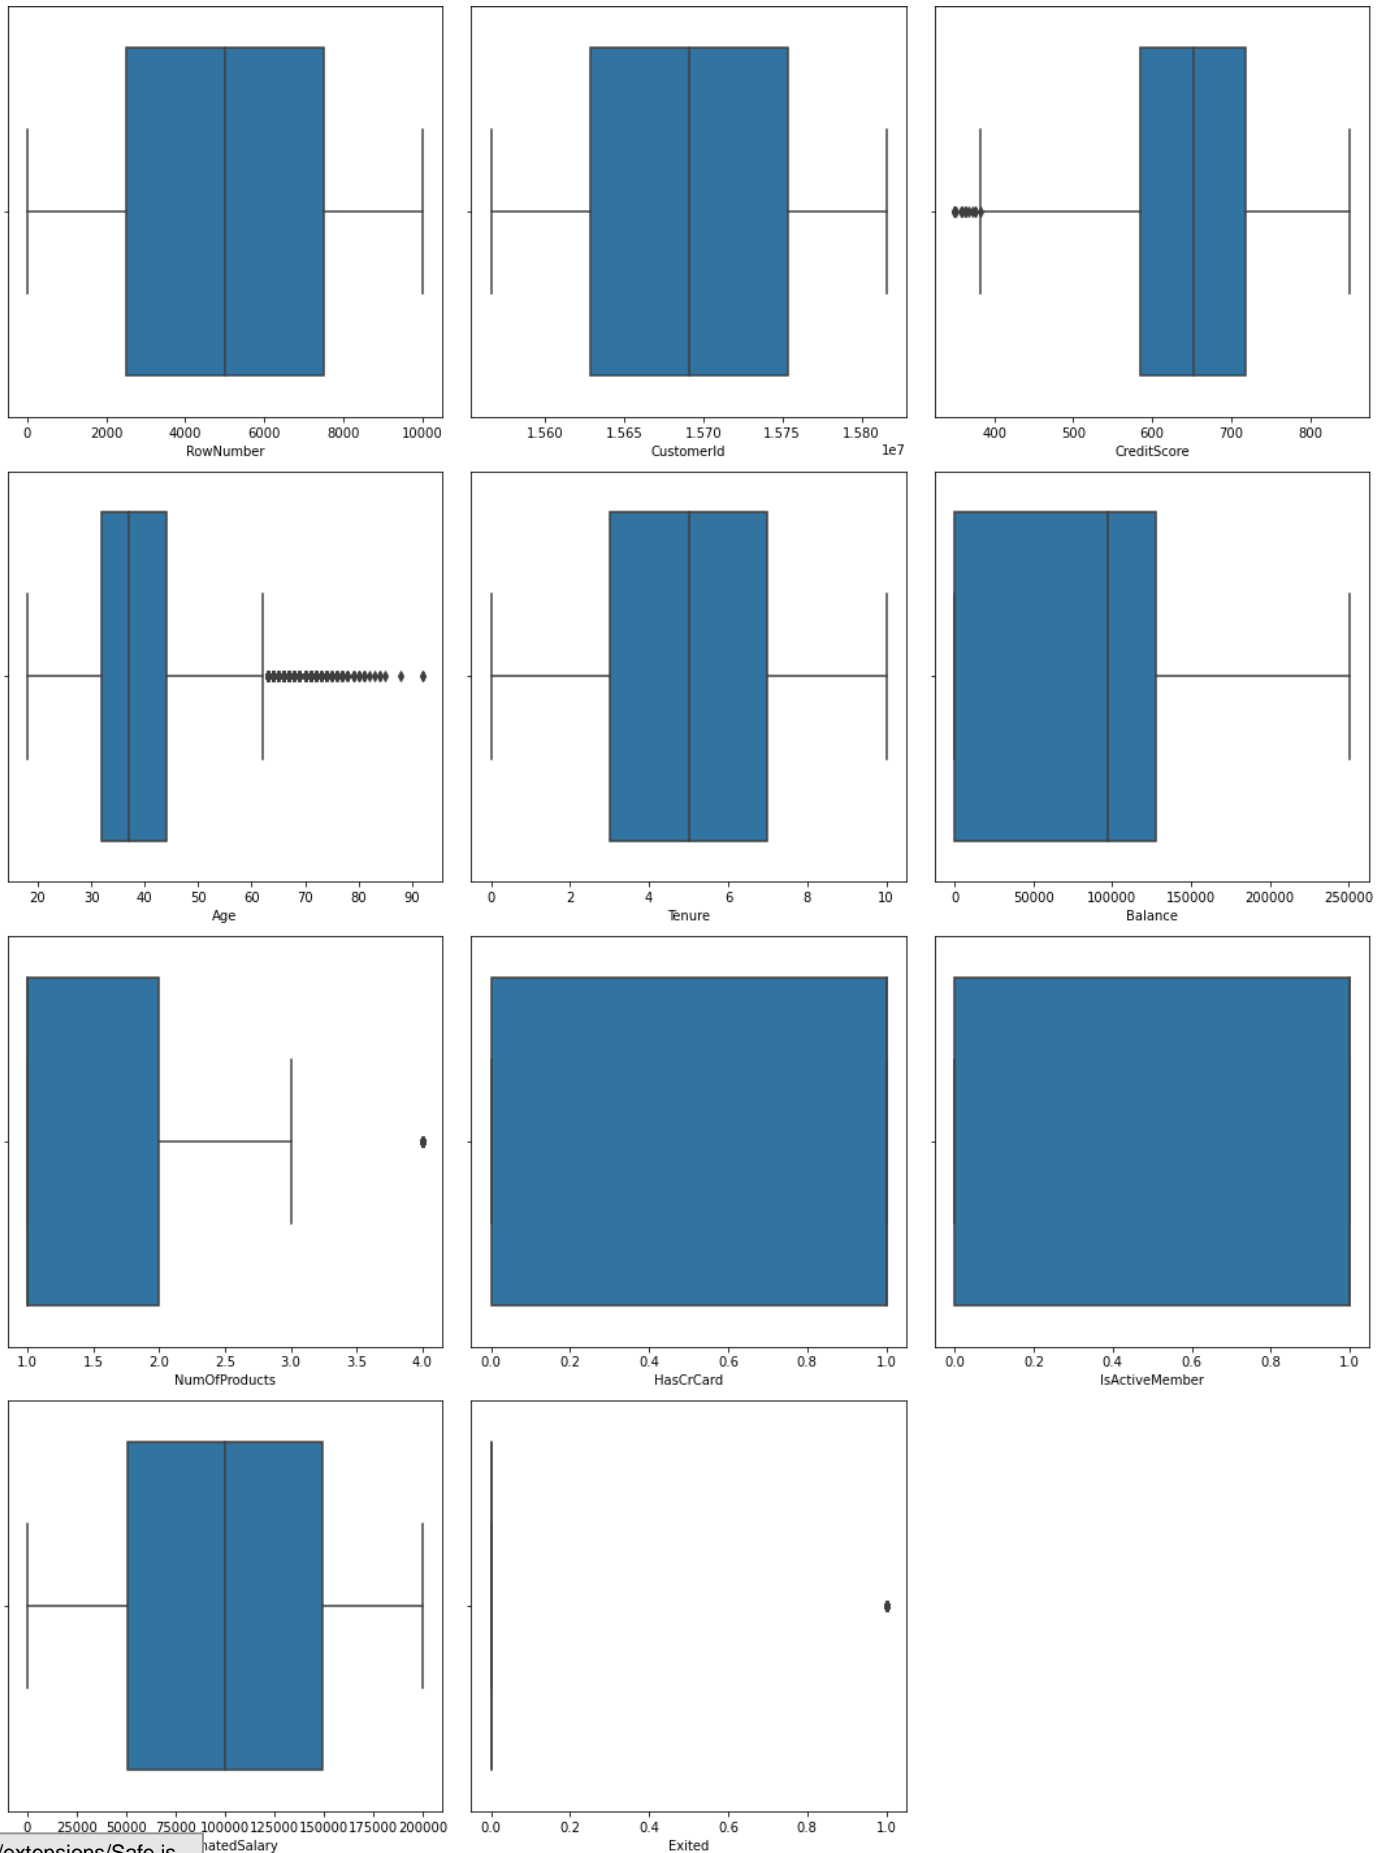 0 2000 4000 6000 8000 10000
RowNumber
1.560 1.565 1.570 1.575 1.580
1e7
CustomerId
400 500 600 700 800
CreditScore
20 30 40 50 60 70 80 90
Age
0 2 4 6 8 10
Tenure
0 50000 100000 150000 200000 250000
Balance
1.0 1.5 2.0 2.5 3.0 3.5 4.0
NumOfProducts
0.0 0.2 0.4 0.6 0.8 1.0
HasCrCard
0.0 0.2 0.4 0.6 0.8 1.0
IsActiveMember
0 25000 50000 75000 100000 125000 150000 175000 200000
natedSalary
/extensions/Safe.js
0.0 0.2 0.4 0.6 0.8 1.0
Exited